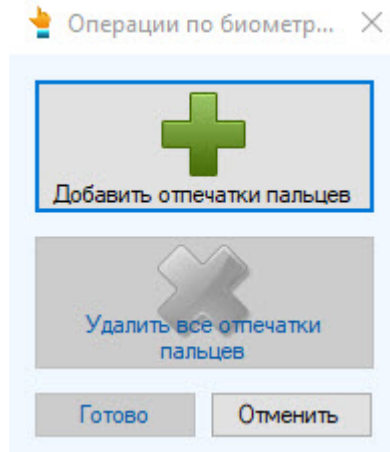 Операции по биометр...
Добавить отпечатки пальцев
Удалить все отпечатки
пальцев
Готово
Отменить